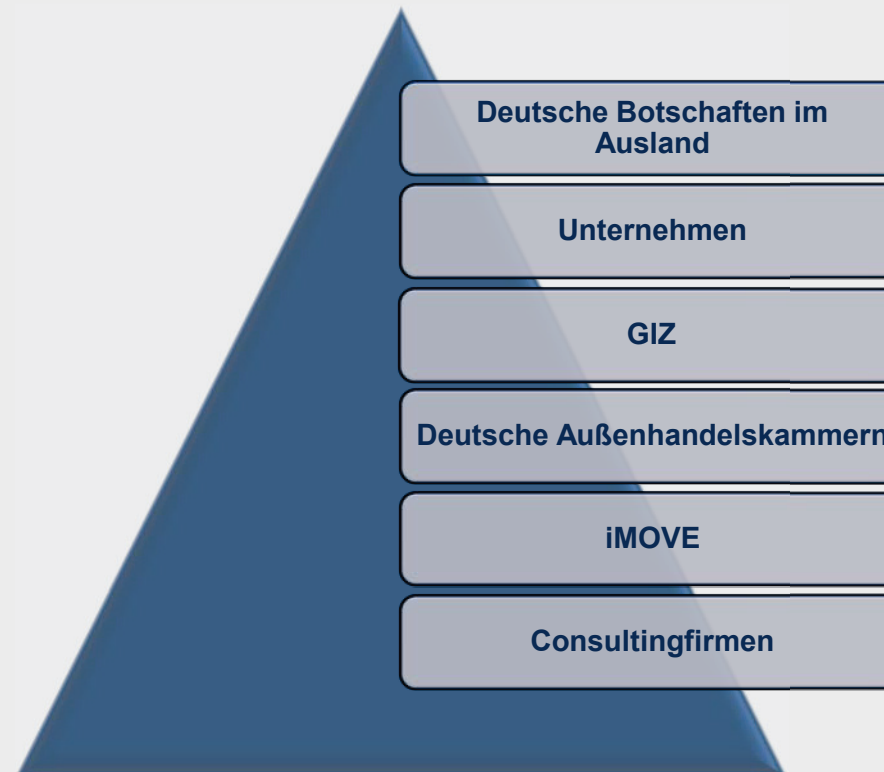 Deutsche Botschaften im
Ausland
Unternehmen
GIZ
Deutsche Außenhandelskammern
iMOVE
Consultingfirmen